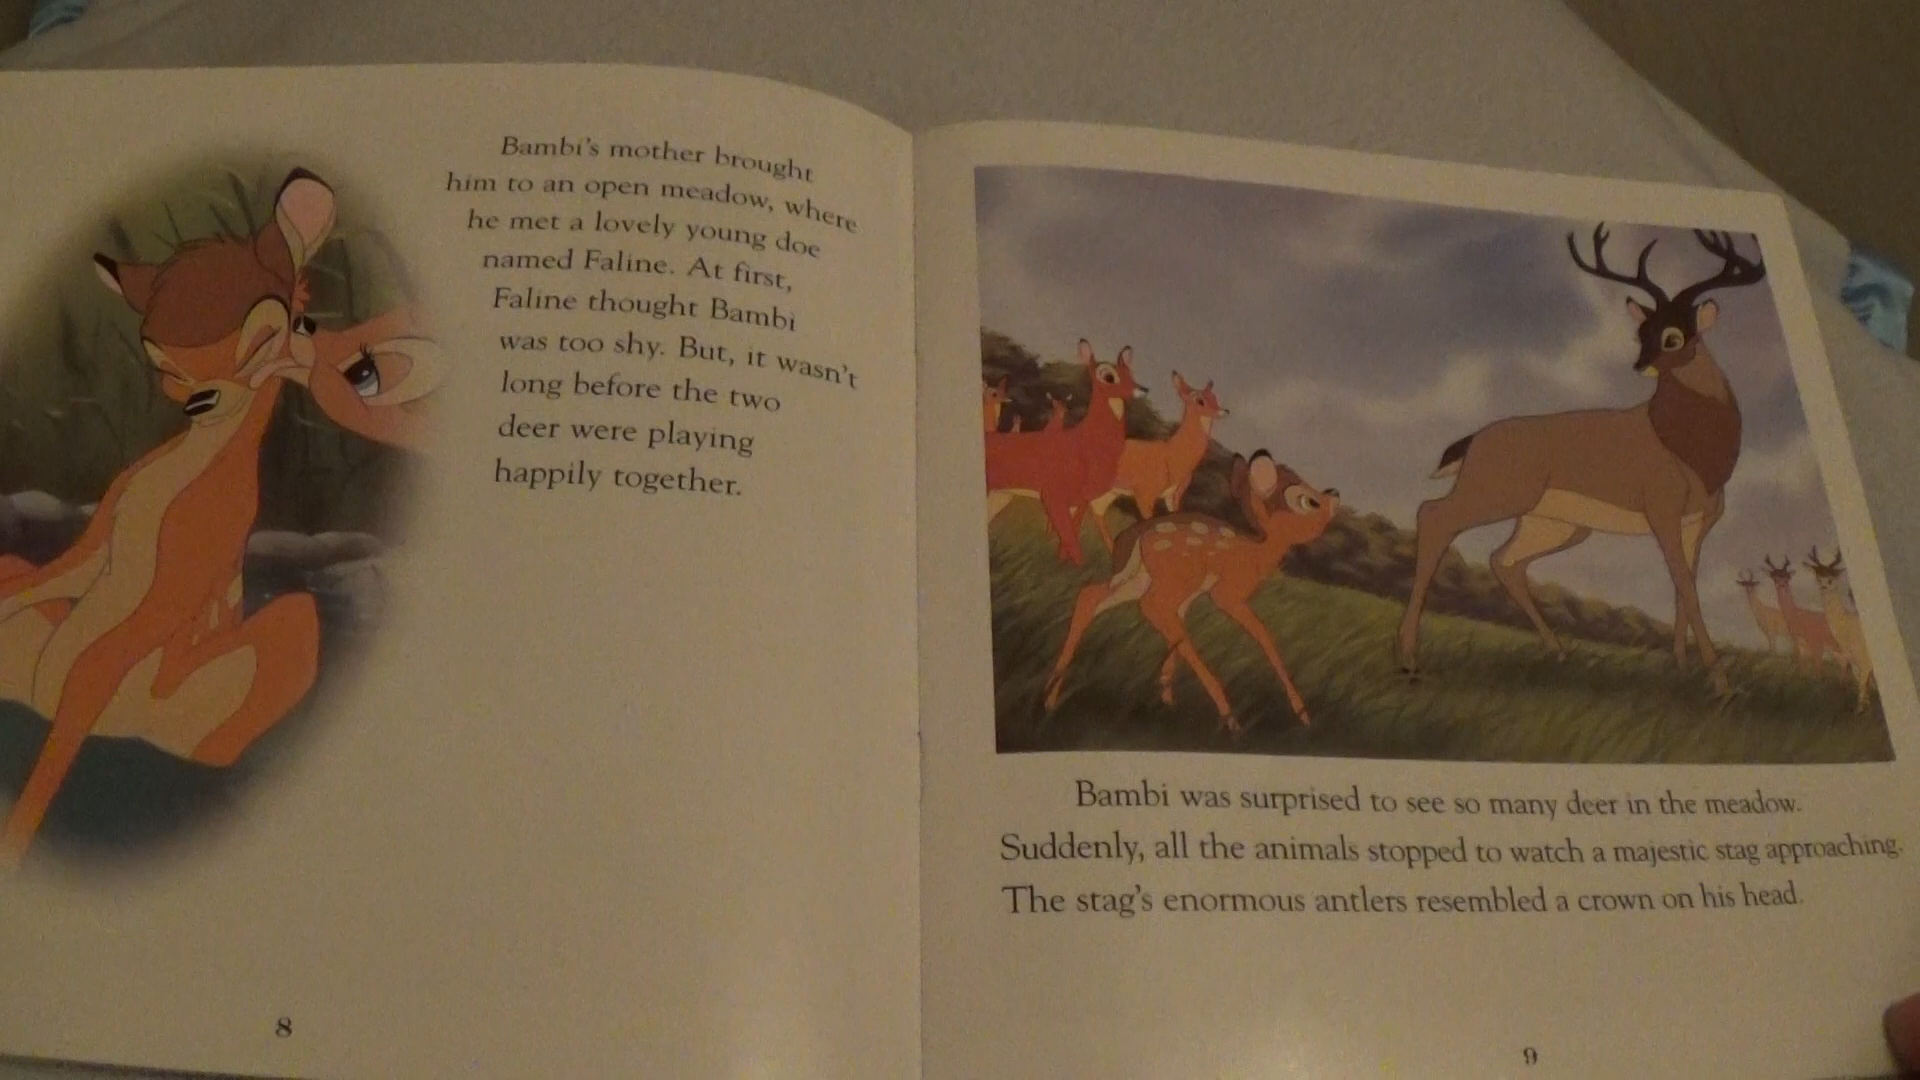 Bambi's mother brought
him to an open meadow, where
he met a lovely young doe
named Faline. At first,
Faline thought Bambi
was too shy. But, it wasn't
long before the two
deer were playing
happily together.
8
Bambi was surprised to see so many deer in the meadow.
Suddenly, all the animals stopped to watch a majestic stag approaching.
The stag's enormous antlers resembled a crown on his head.
9